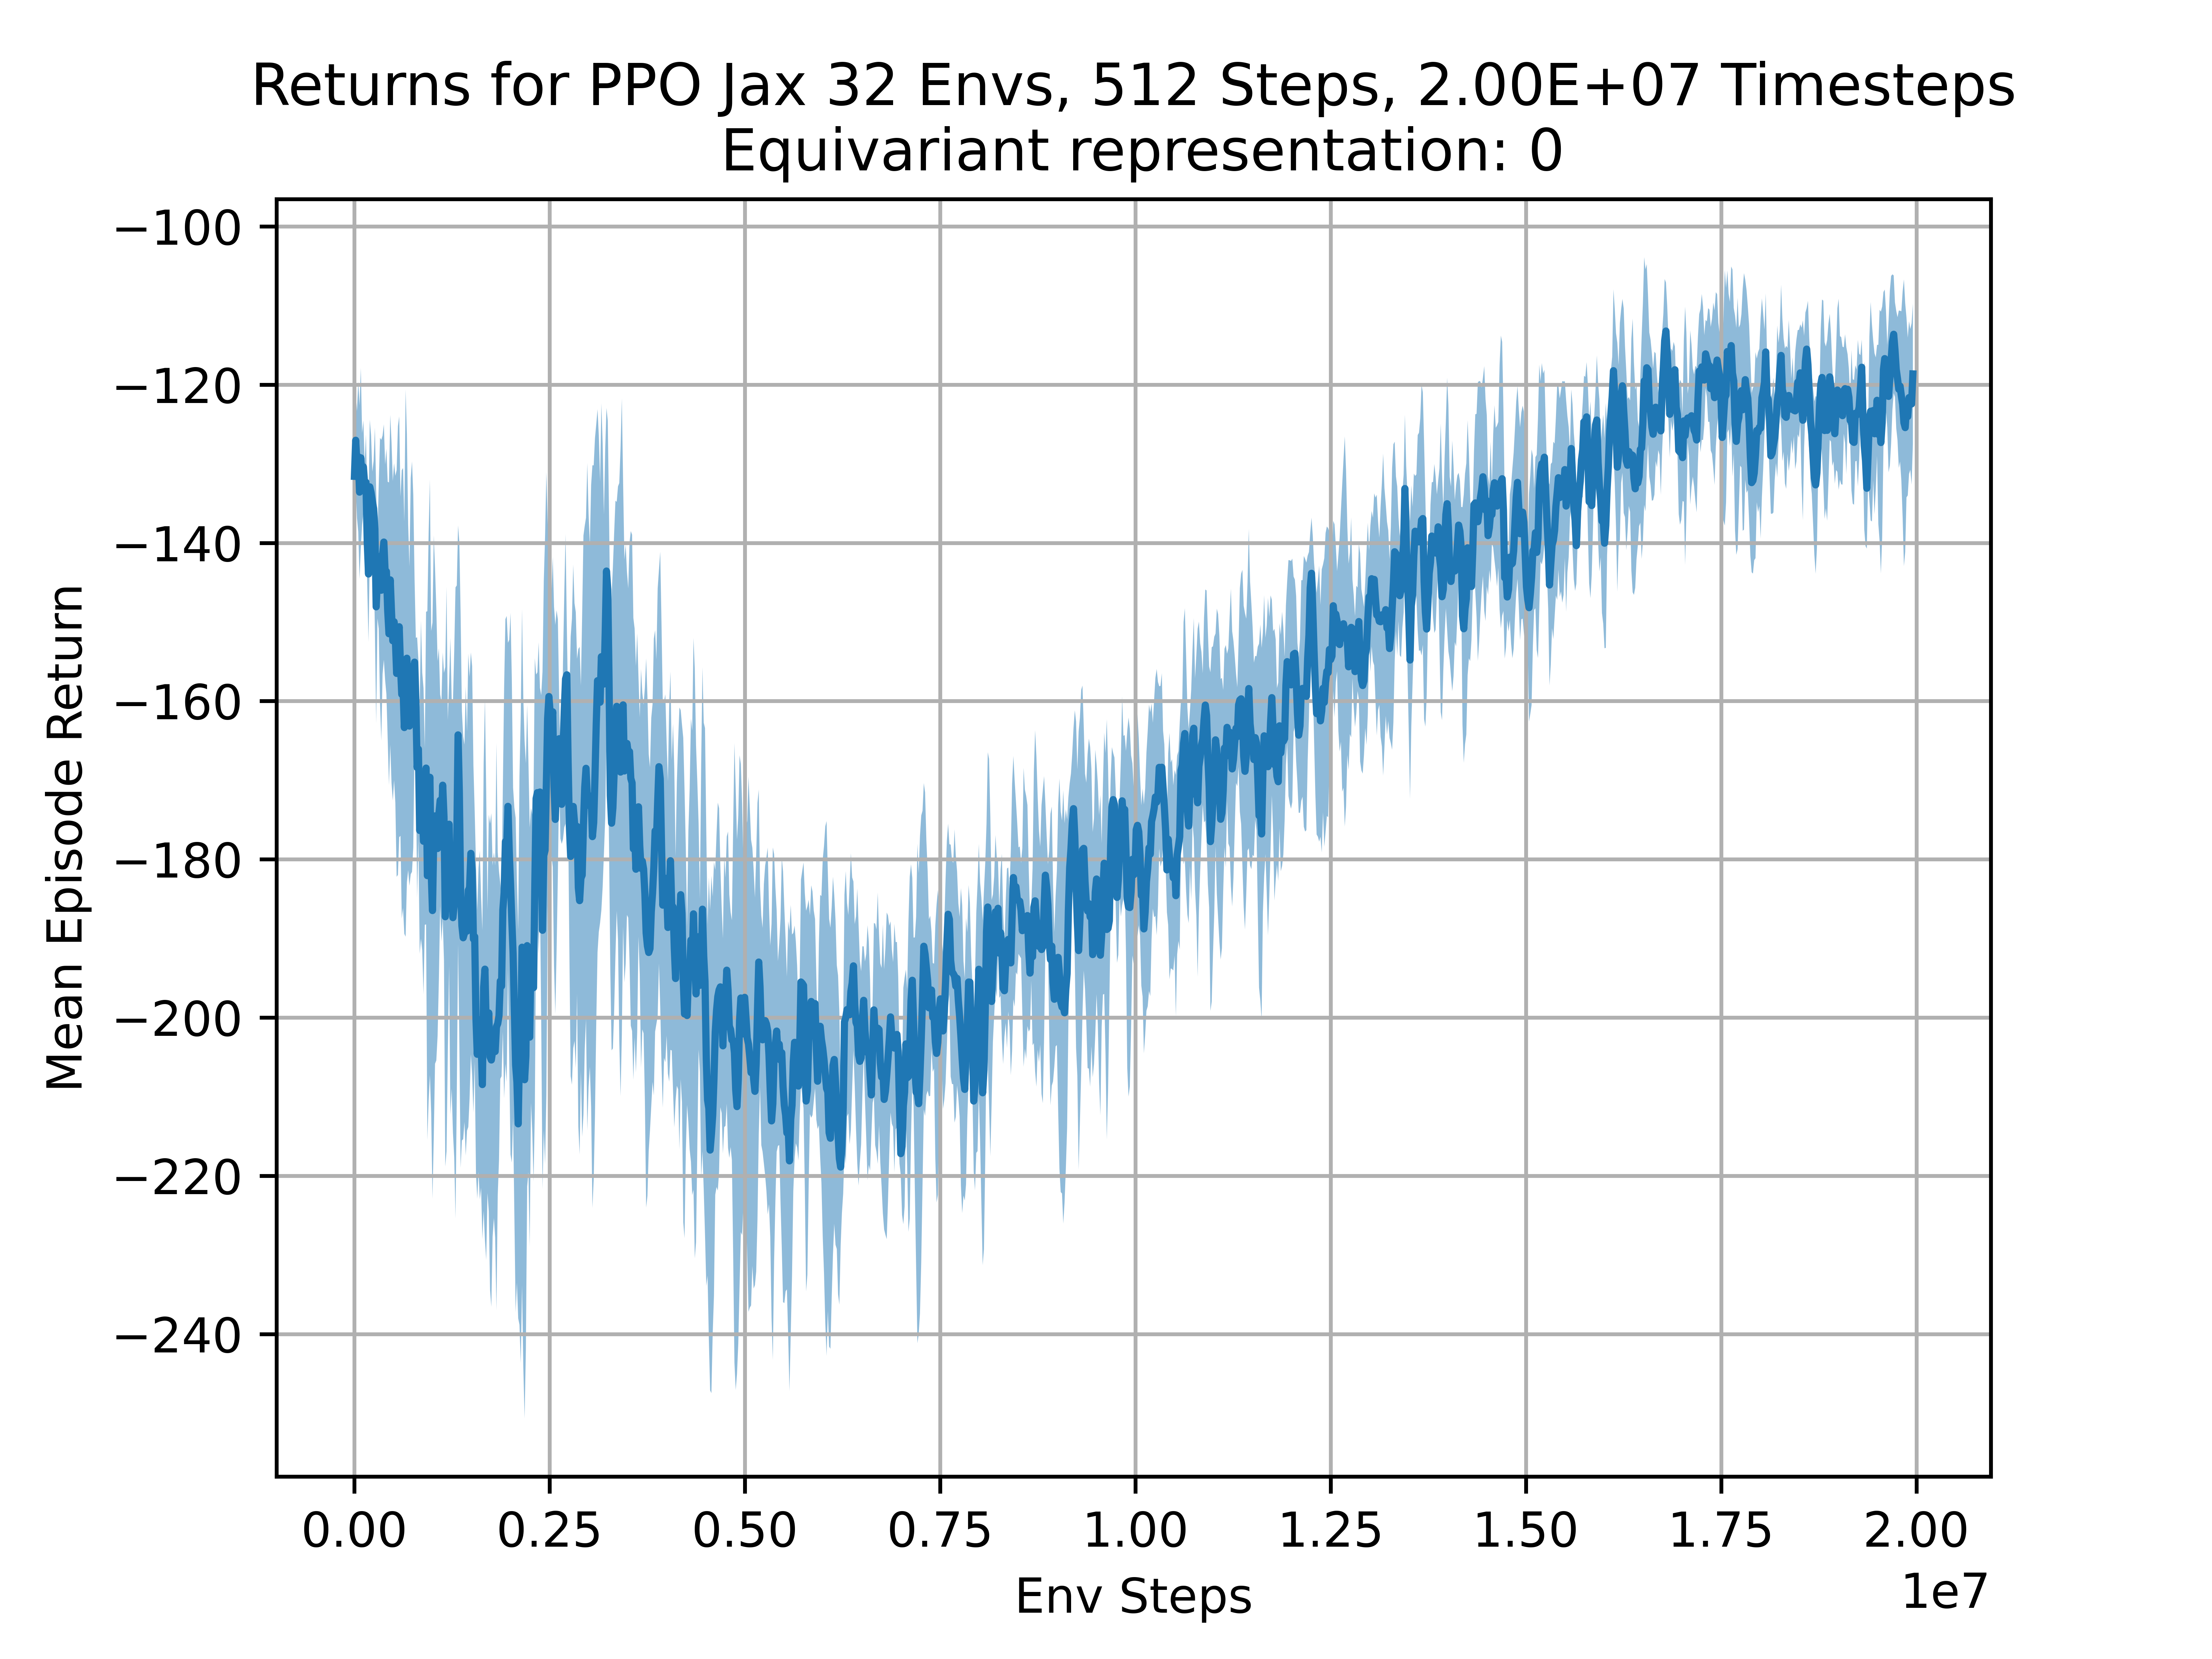 Returns for PPO Jax 32 Envs, 512 Steps, 2.00E+07 Timesteps
Equivariant representation: 0
Mean Episode Return
−100
−120
−140
−160
−180
−200
−220
−240
0.00 0.25 0.50 0.75 1.00 1.25 1.50 1.75 2.00
1e7
Env Steps